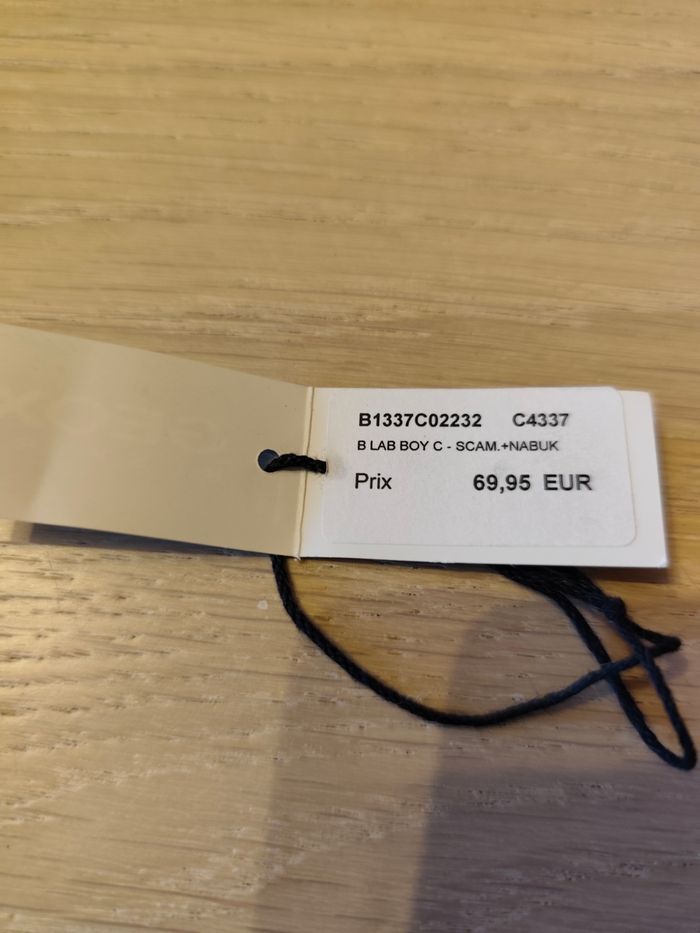 B1337C02232 C4337
B LAB BOY C - SCAM.+NABUK
Prix 69,95 EUR